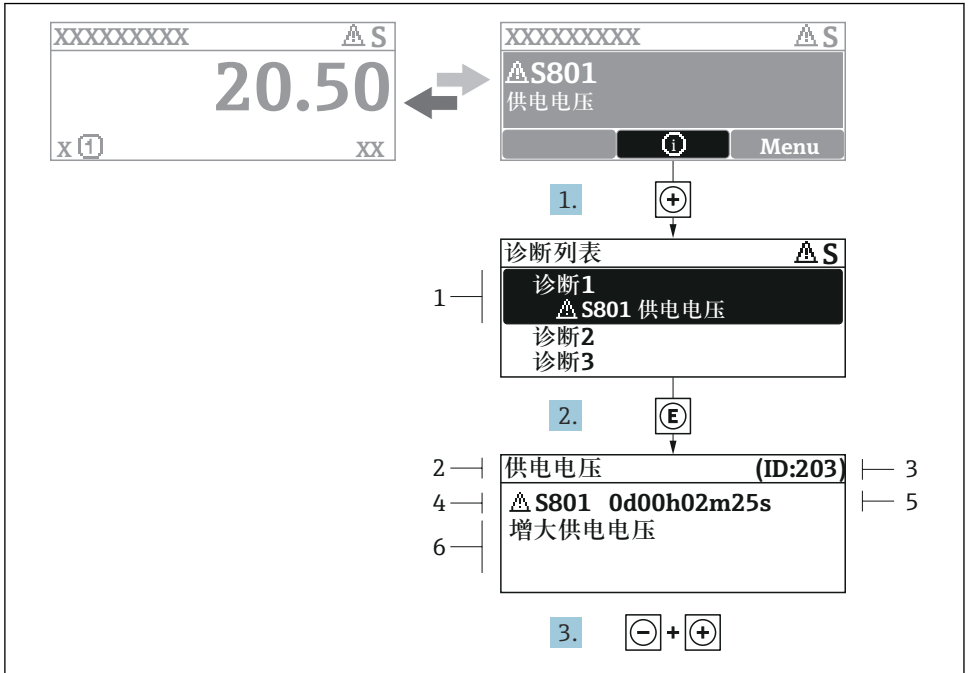 XXXXXXXXX ⚠ S
20.50
X ① XX
XXXXXXXXX ⚠ S
⚠ S801
供电电压
ⓘ Menu
1. +
诊断列表 ⚠ S
1
诊断1
⚠ S801 供电电压
诊断2
诊断3
2. E
2 供电电压 (ID:203) 3
4 ⚠ S801 0d00h02m25s 5
6 增大供电电压
3. - + +